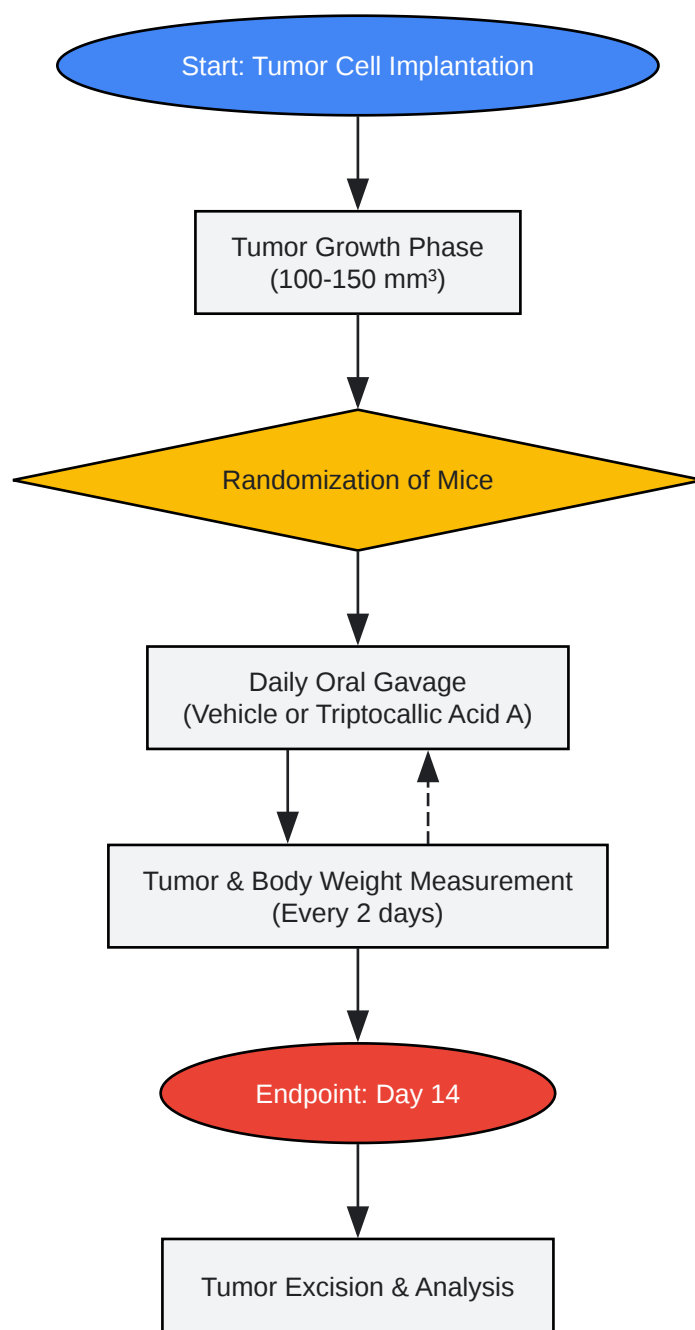 Start: Tumor Cell Implantation
Tumor Growth Phase
(100-150 mm³)
Randomization of Mice
Daily Oral Gavage
(Vehicle or Triptocallic Acid A)
Tumor & Body Weight Measurement
(Every 2 days)
Endpoint: Day 14
Tumor Excision & Analysis